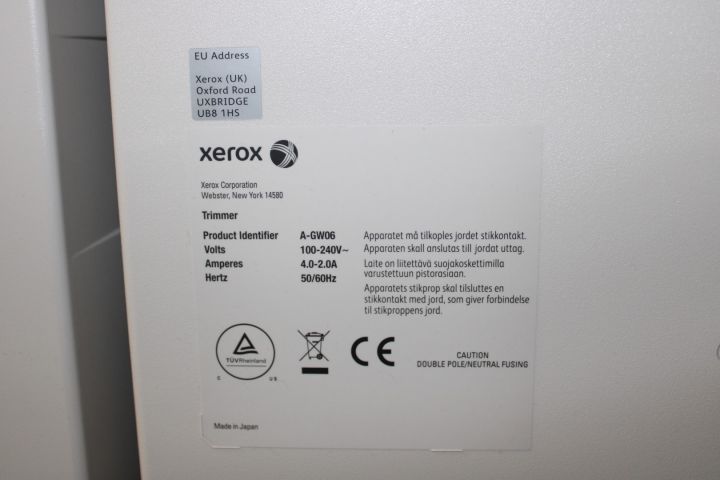 EU Address
Xerox (UK)
Oxford Road
UXBRIDGE
UB8 1HS
xerox
Xerox Corporation
Webster, New York 14580
Trimmer
Product Identifier A-GW06
Volts 100-240V~
Amperes 4.0-2.0A
Hertz 50/60Hz
Apparatet må tilkoples jordet stikkontakt.
Apparaten skall anslutas till jordat uttag.
Laite on liitettävä suojakoskettimilla
varustettuun pistorasiaan.
Apparatets stikprop skal tilsluttes en
stikkontakt med jord, som giver forbindelse
til stikproppens jord.
TÜVRheinland
C US
CE
CAUTION
DOUBLE POLE/NEUTRAL FUSING
Made in Japan